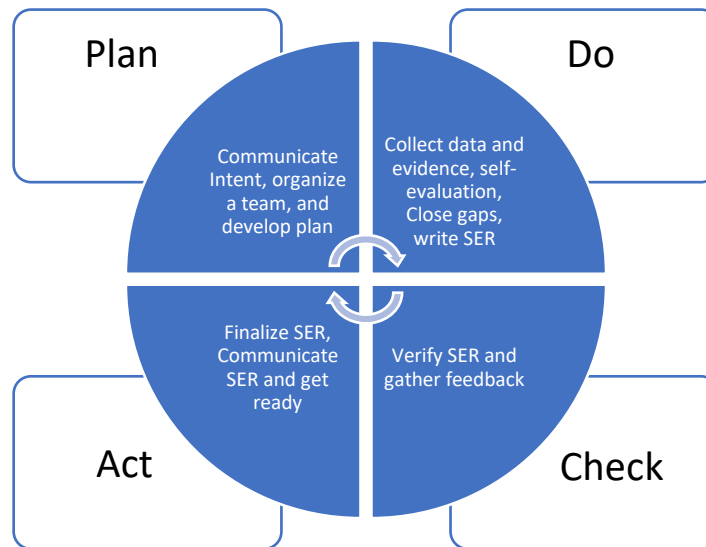 Plan
Communicate
Intent, organize
a team, and
develop plan
Do
Collect data and
evidence, self-
evaluation,
Close gaps,
write SER
Finalize SER,
Communicate
SER and get
ready
Act
Verify SER and
gather feedback
Check